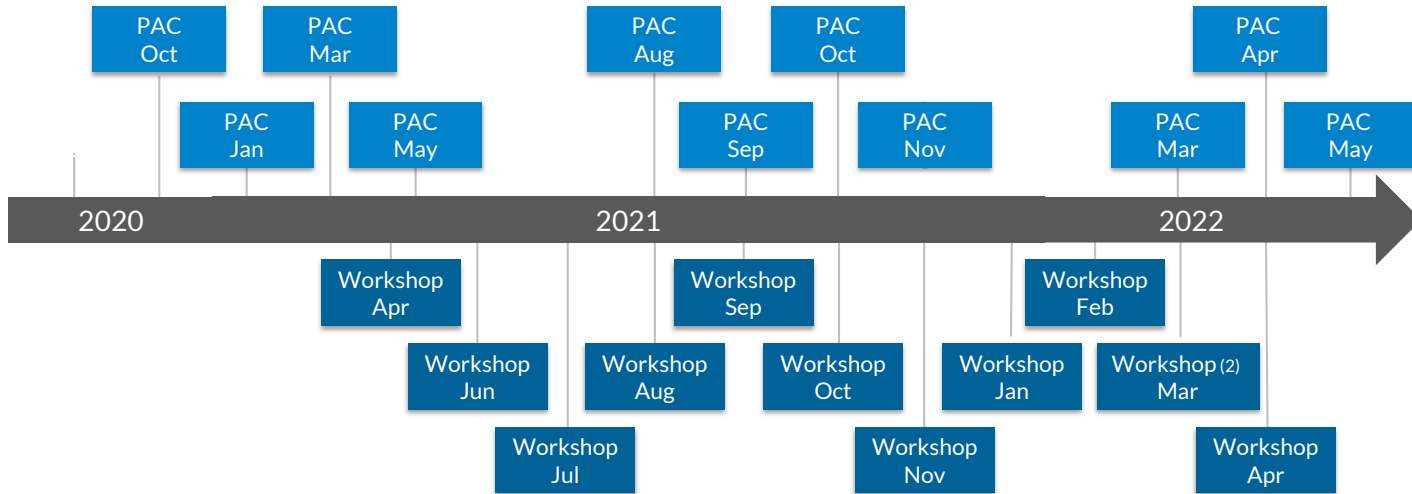 PAC
Oct
PAC
Mar
PAC
Aug
PAC
Oct
PAC
Apr
PAC
Jan
PAC
May
PAC
Sep
PAC
Nov
PAC
Mar
PAC
May
2020
2021
2022
Workshop
Apr
Workshop
Sep
Workshop
Feb
Workshop
Jun
Workshop
Aug
Workshop
Oct
Workshop
Jan
Workshop (2)
Mar
Workshop
Jul
Workshop
Nov
Workshop
Apr